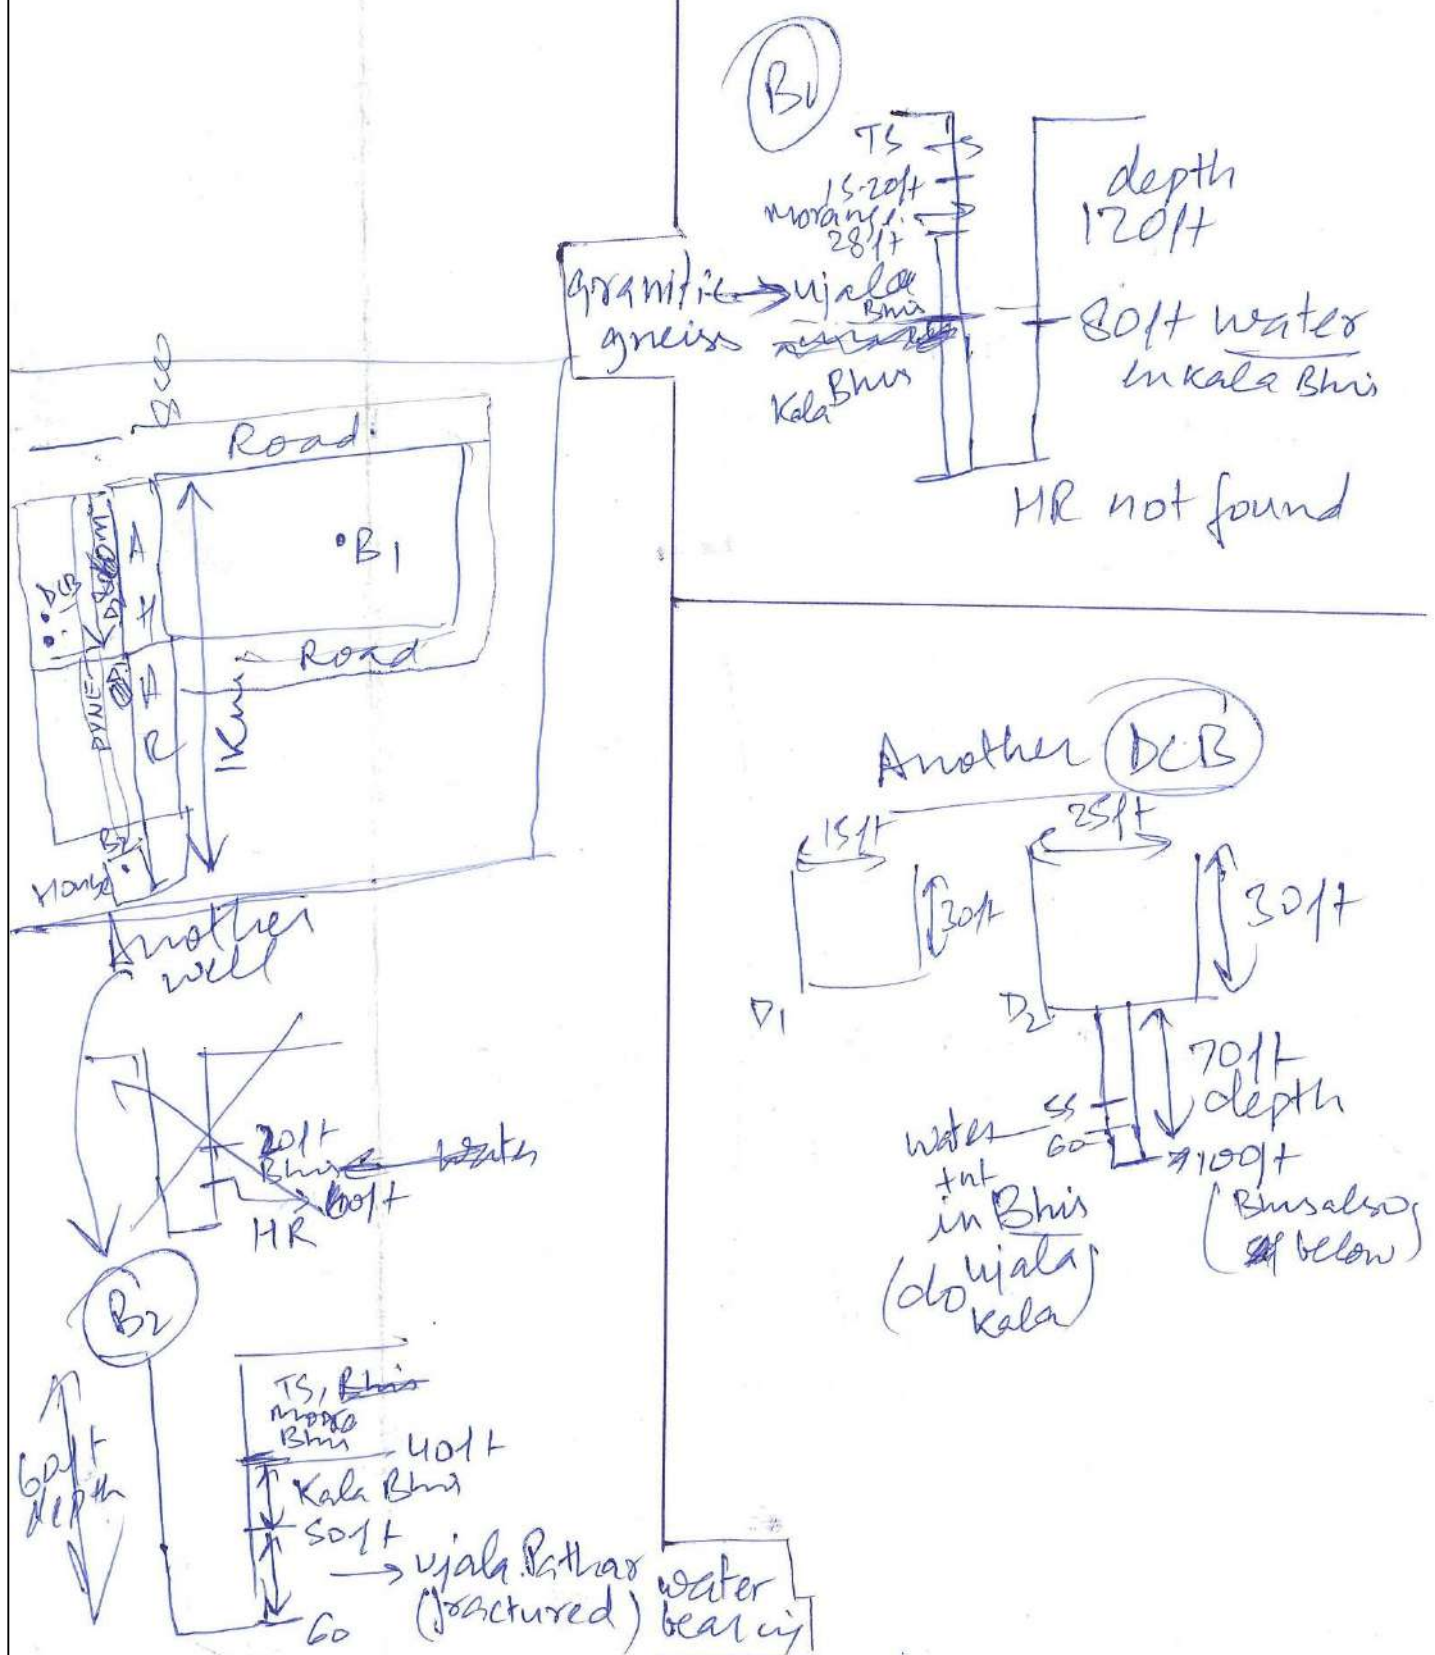 B1
TS
15-20ft
28ft
depth
120ft
granitic → ujala
Bhis
gneiss
Kala Bhis
80ft water
in Kala Bhis
HR not found
Road
A
H
A
R
•B1
DCB
PYNE
Road
1Km
B2
House
Another
well
20ft
Bhis ← water
60ft
HR
B2
60ft
depth
TS, Bhis
Bhis
40ft
Kala Bhis
50ft
→ ujala Pathar
(fractured)
water
bearing
60
Another DCB
15ft
25ft
30ft
30ft
D1
D2
70ft
depth
water
55
60
100ft
in Bhis
(do ujala
Kala)
(Bhis also
below)